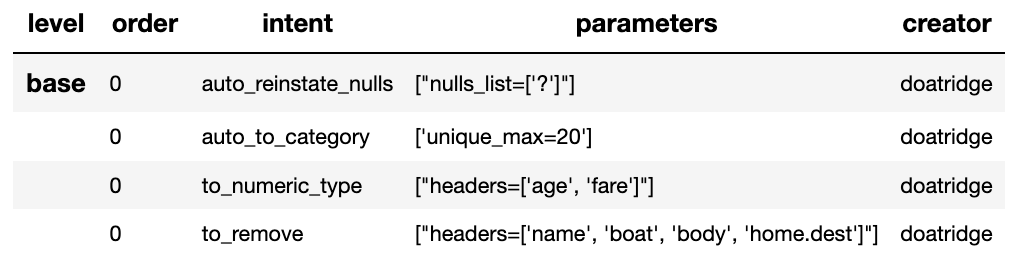 level order intent parameters creator
base 0 auto_reinstate_nulls ["nulls_list=['?']"] doatridge
0 auto_to_category ['unique_max=20'] doatridge
0 to_numeric_type ["headers=['age', 'fare']"] doatridge
0 to_remove ["headers=['name', 'boat', 'body', 'home.dest']"] doatridge